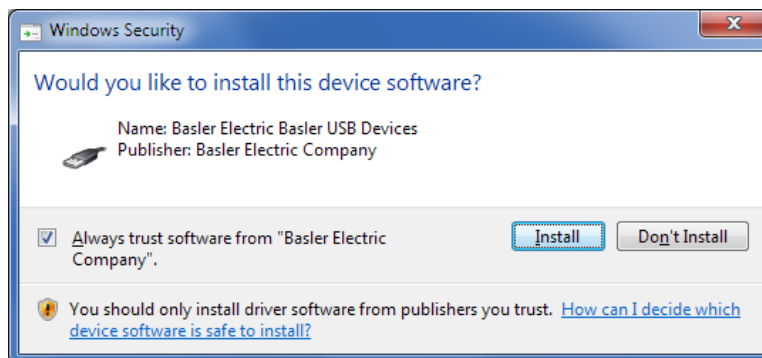 Windows Security
Would you like to install this device software?
Name: Basler Electric Basler USB Devices
Publisher: Basler Electric Company
Always trust software from "Basler Electric
Company".
Install
Don't Install
You should only install driver software from publishers you trust. How can I decide which
device software is safe to install?